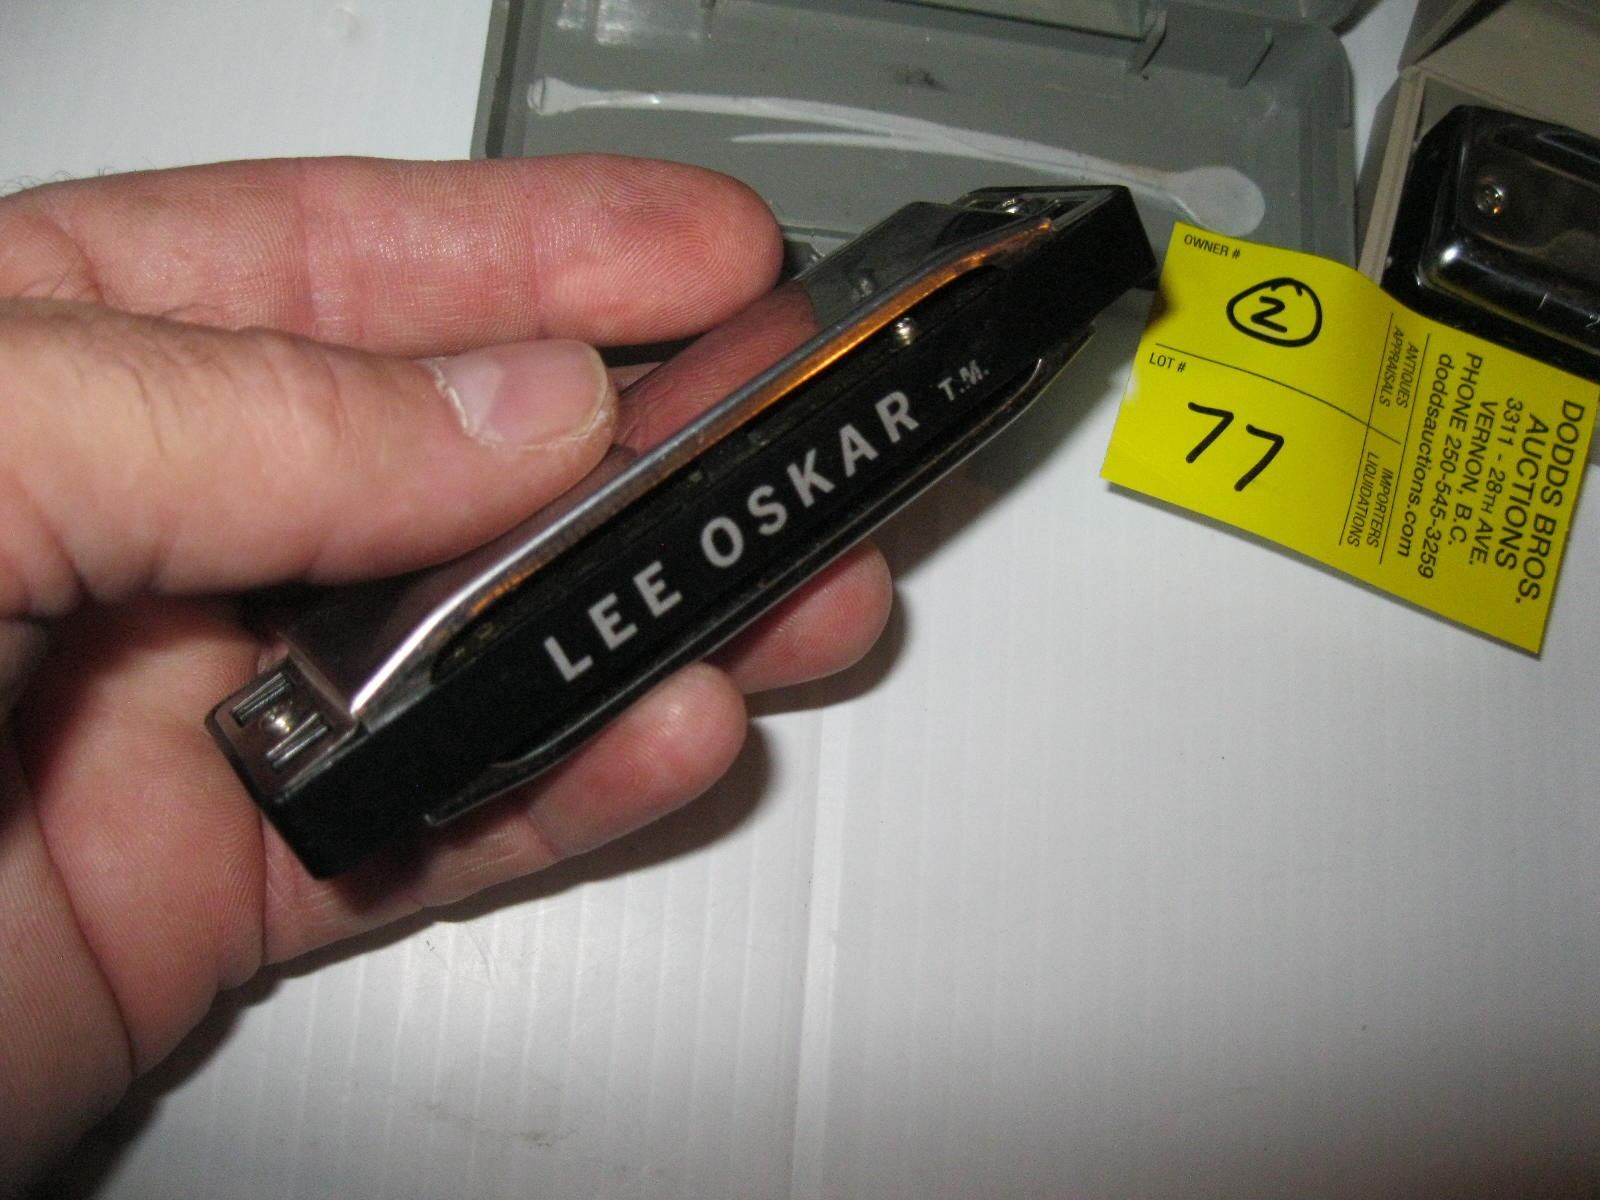 LEE OSKAR T.M.
OWNER #
2
LOT #
77
ANTIQUES
APPRAISALS
IMPORTERS
LIQUIDATIONS
DODDS BROS.
AUCTIONS
3311 - 28TH AVE.
VERNON, B.C.
PHONE 250-545-3259
doddsauctions.com